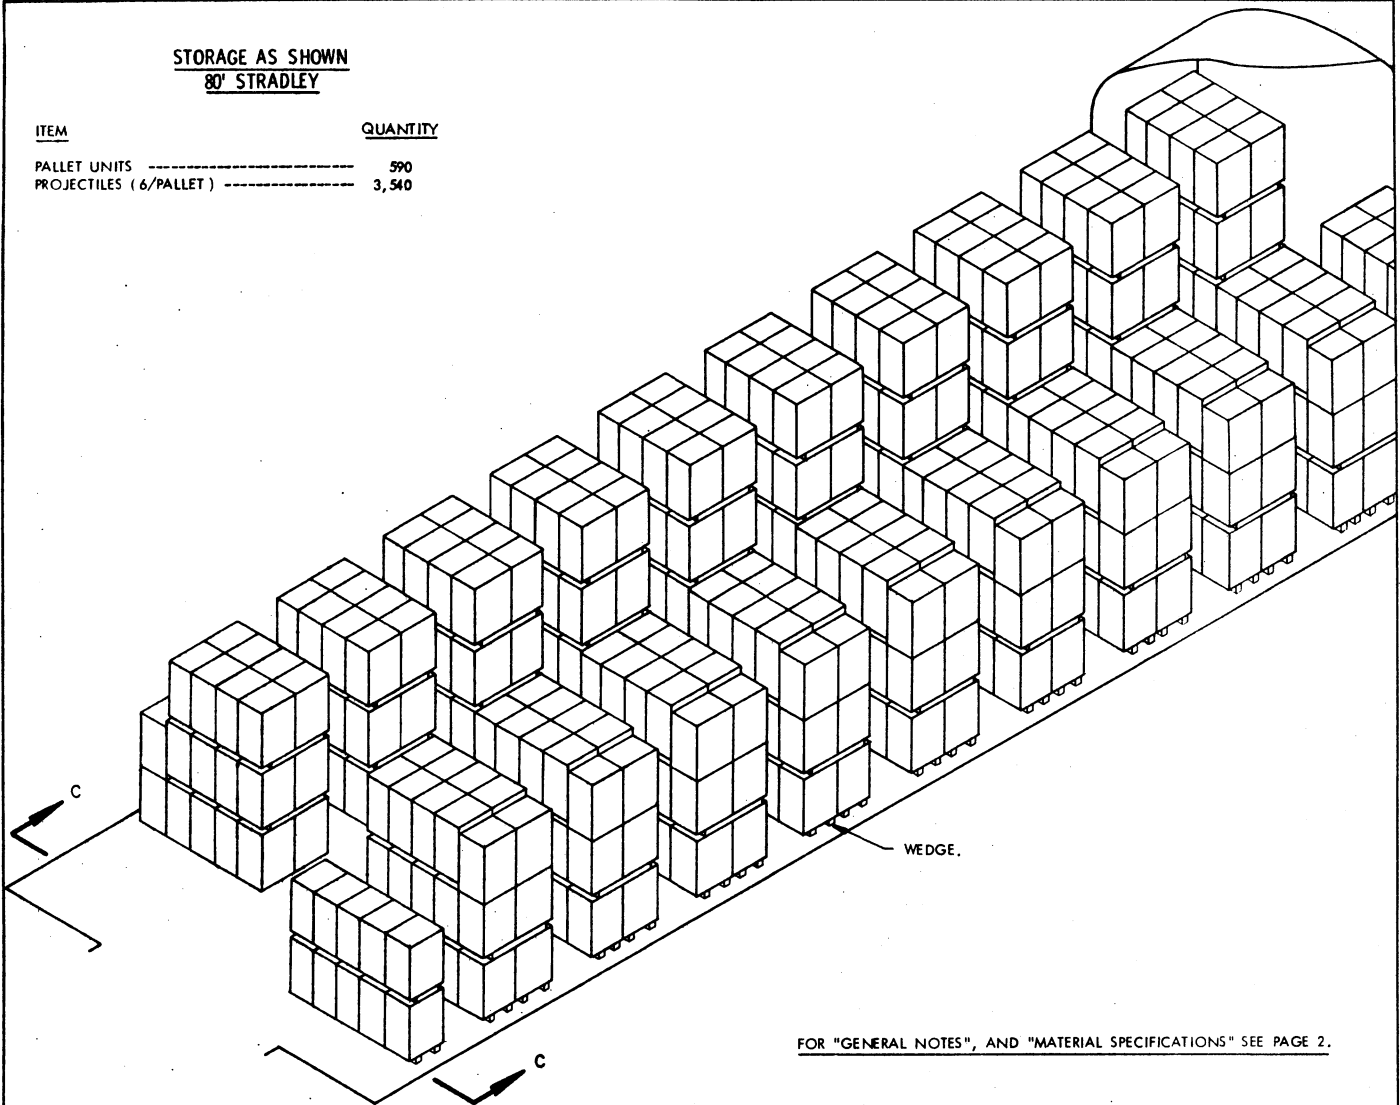 STORAGE AS SHOWN
80' STRADLEY
ITEM QUANTITY
PALLET UNITS -------------------------- 590
PROJECTILES ( 6/PALLET ) ---------------- 3,540
C
WEDGE.
FOR "GENERAL NOTES", AND "MATERIAL SPECIFICATIONS" SEE PAGE 2.
C